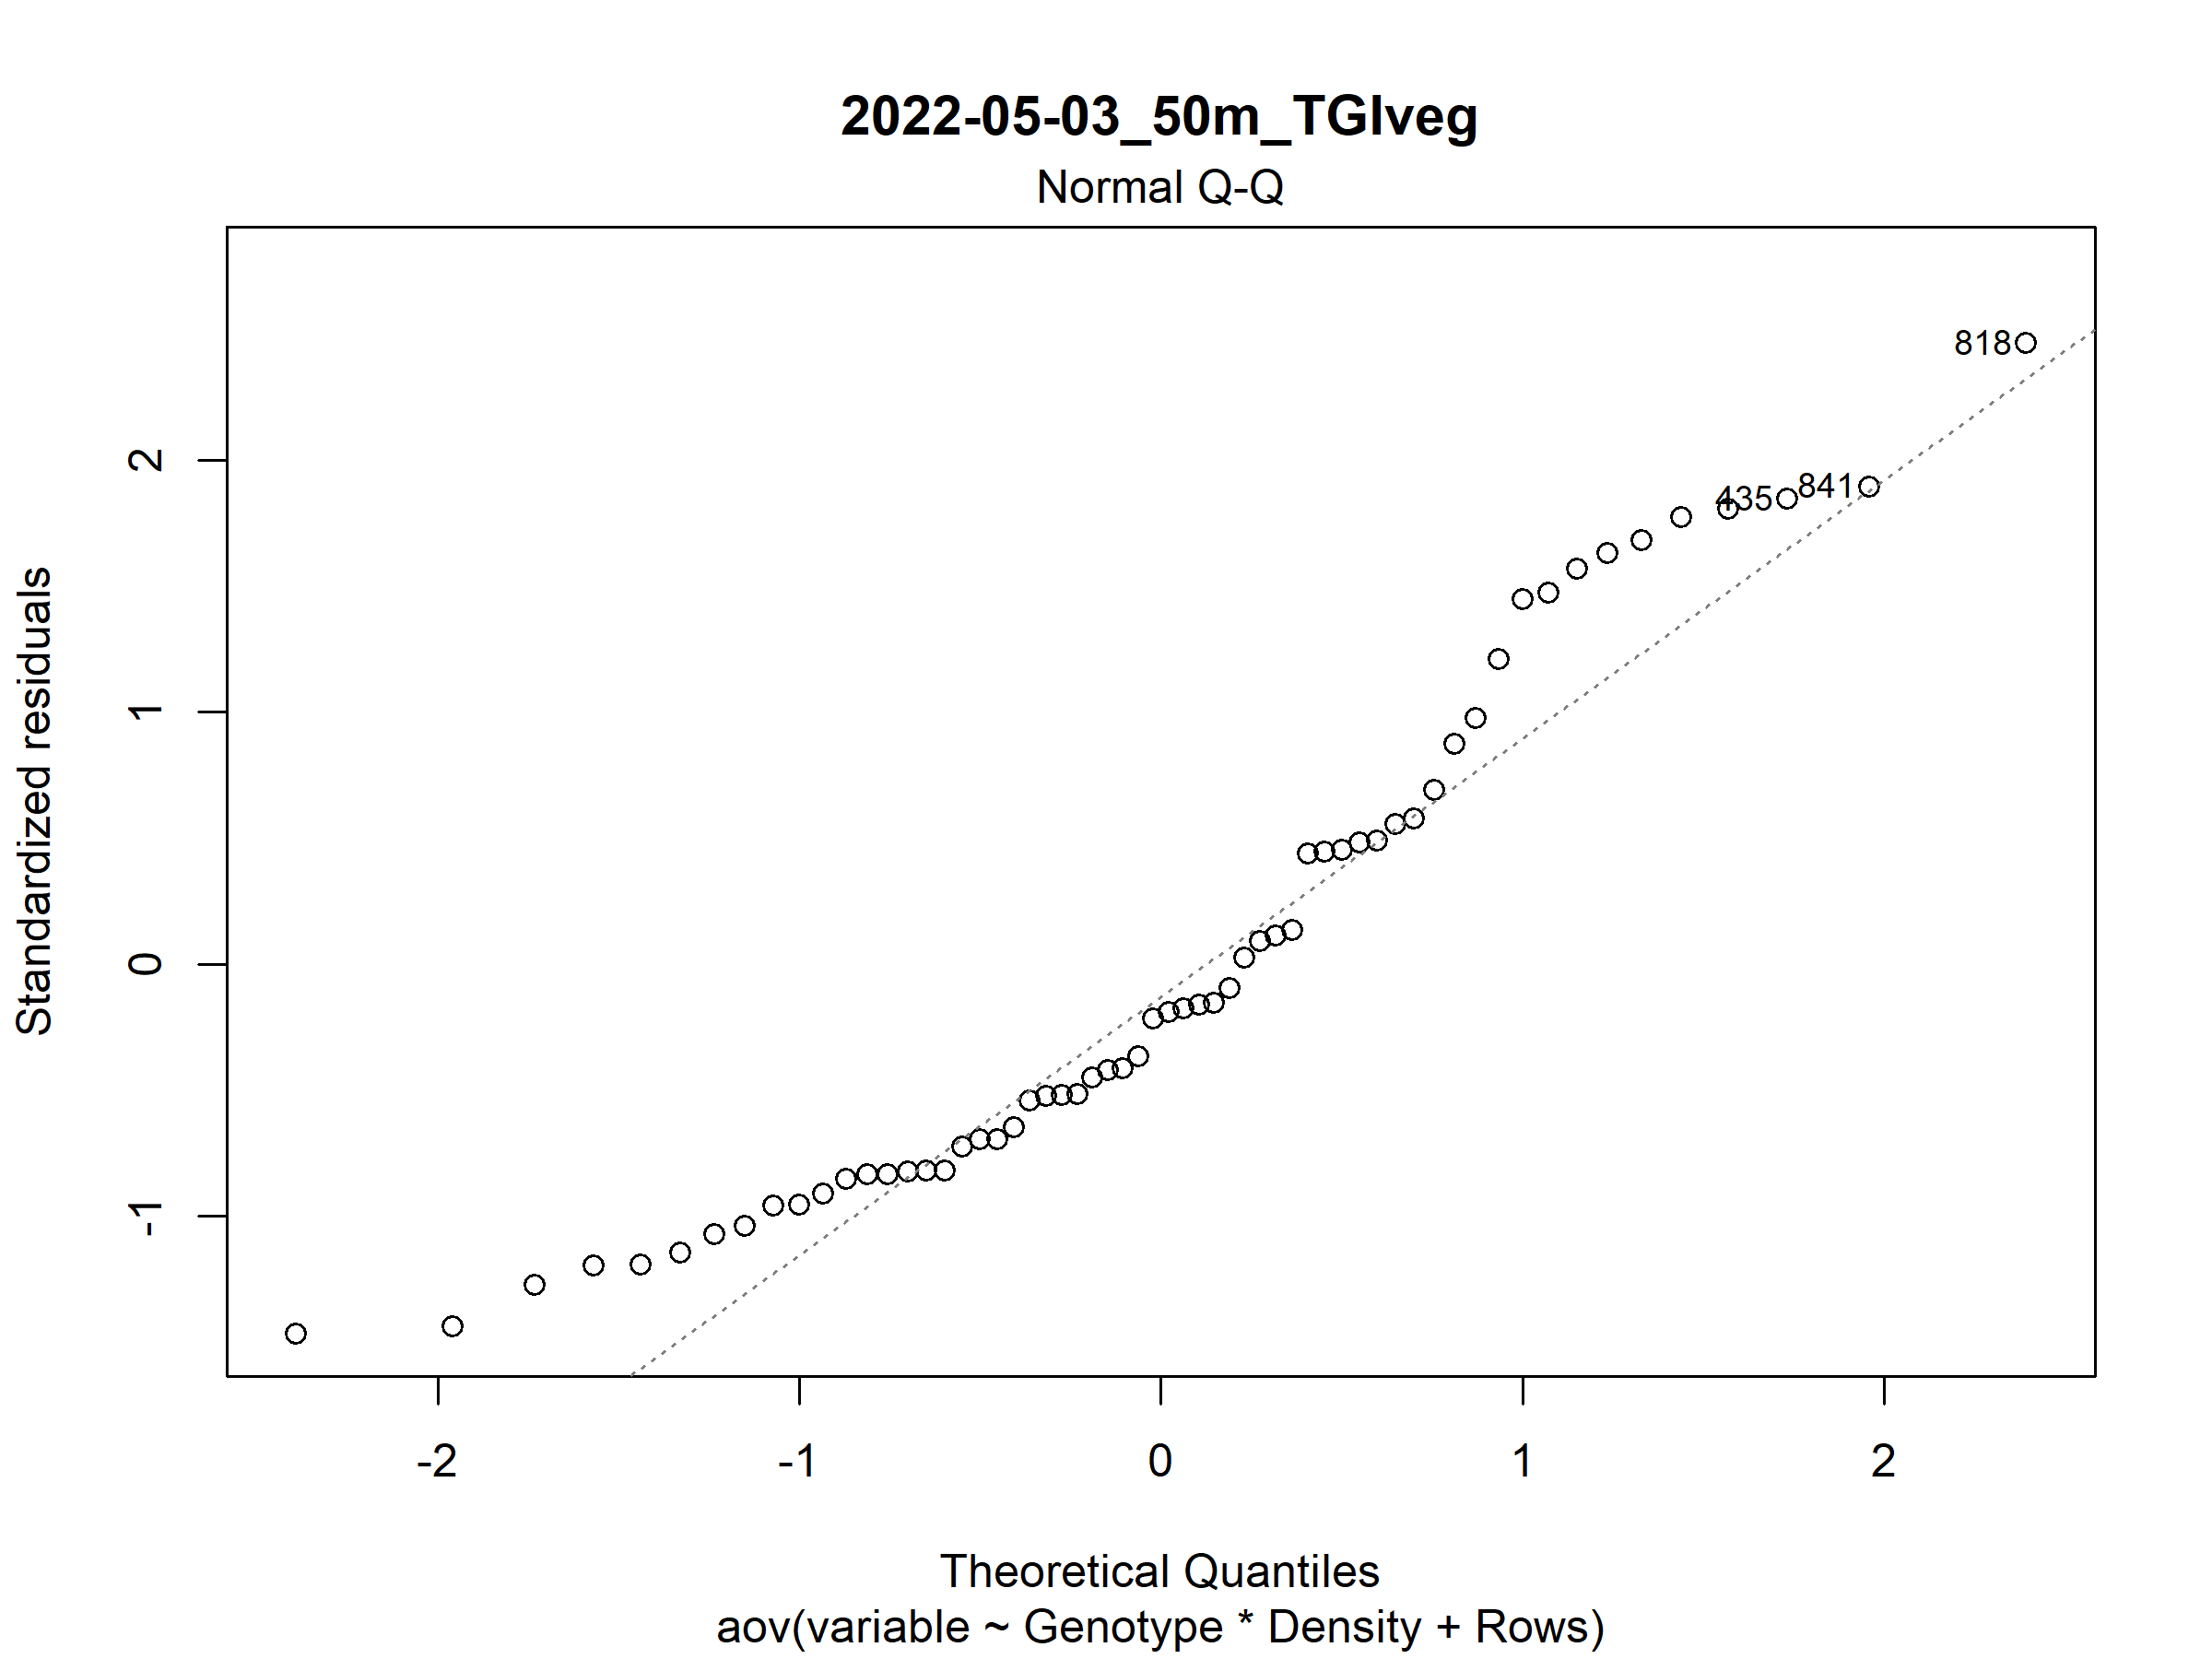 2022-05-03_50m_TGIveg
Normal Q-Q
Standardized residuals
2
1
0
-1
818
841
435
-2
-1
0
1
2
Theoretical Quantiles
aov(variable ~ Genotype * Density + Rows)